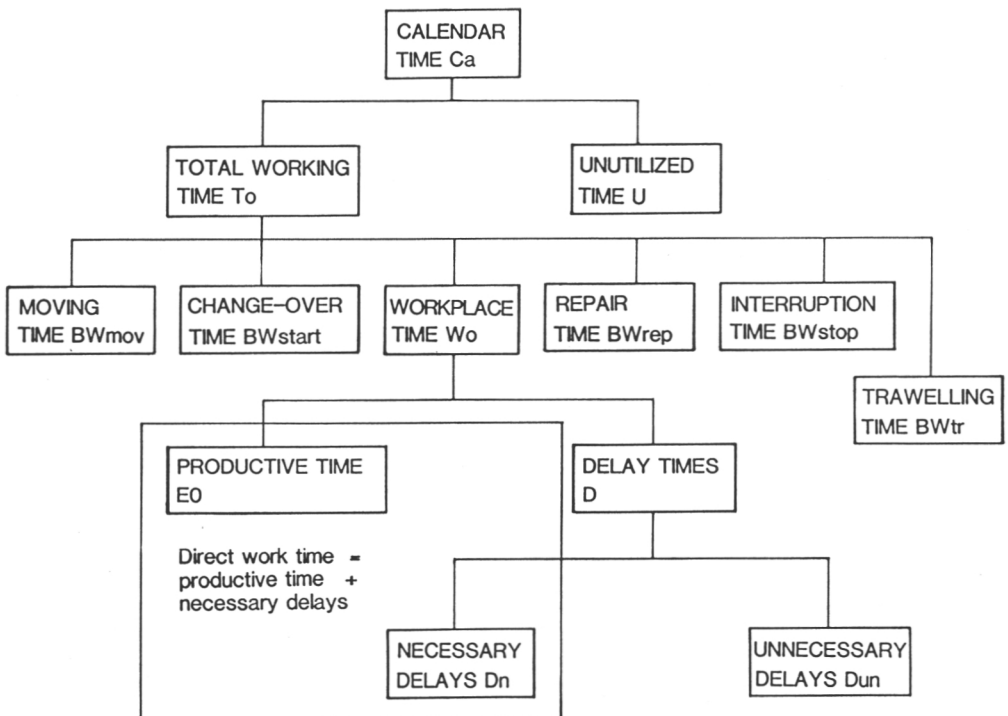 CALENDAR
TIME Ca
TOTAL WORKING
TIME To
UNUTILIZED
TIME U
MOVING
TIME BWmov
CHANGE-OVER
TIME BWstart
WORKPLACE
TIME Wo
REPAIR
TIME BWrep
INTERRUPTION
TIME BWstop
TRAWELLING
TIME BWtr
PRODUCTIVE TIME
E0
DELAY TIMES
D
Direct work time =
productive time +
necessary delays
NECESSARY
DELAYS Dn
UNNECESSARY
DELAYS Dun